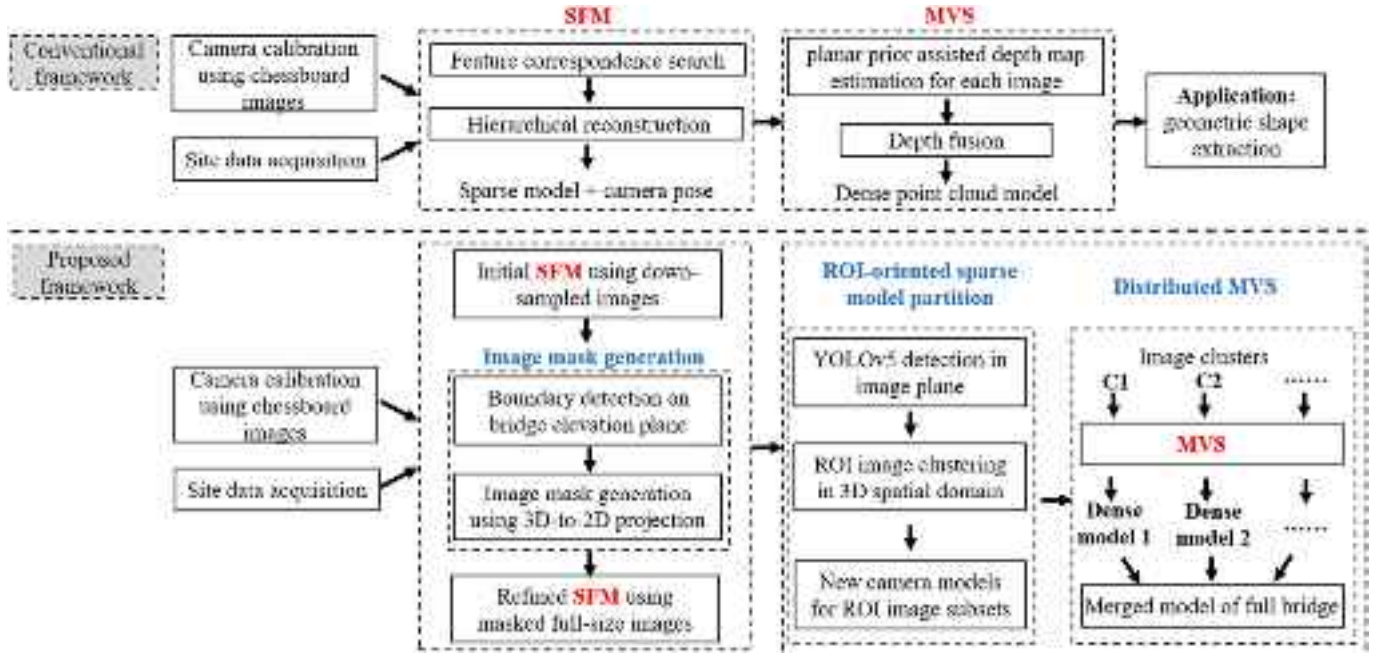 SFM
MVS
Conventional
framework
Camera calibration
using chessboard
images
Site data acquisition
Feature correspondence search
Hierarchical reconstruction
Sparse model + camera pose
planar prior assisted depth map
estimation for each image
Depth fusion
Dense point cloud model
Application:
geometric shape
extraction
Proposed
framework
Camera calibration
using chessboard
images
Site data acquisition
Initial SFM using down-
sampled images
Image mask generation
Boundary detection on
bridge elevation plane
Image mask generation
using 3D-to 2D projection
Refined SFM using
masked full-size images
ROI-oriented sparse
model partition
YOLOv5 detection in
image plane
ROI image clustering
in 3D spatial domain
New camera models
for ROI image subsets
Distributed MVS
Image clusters
C1 C2 ......
MVS
Dense
model 1
Dense
model 2
......
Merged model of full bridge